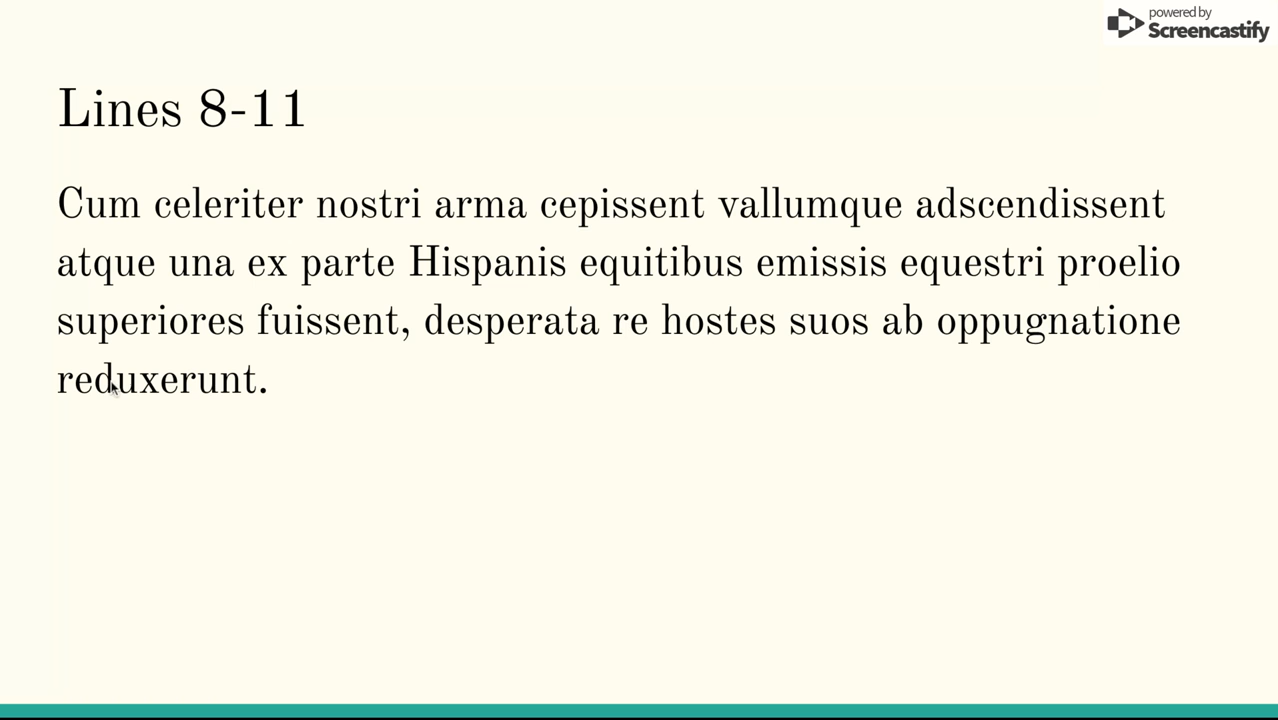 powered by
Screencastify
Lines 8-11
Cum celeriter nostri arma cepissent vallumque adscendissent
atque una ex parte Hispanis equitibus emissis equestri proelio
superiores fuissent, desperata re hostes suos ab oppugnatione
reduxerunt.